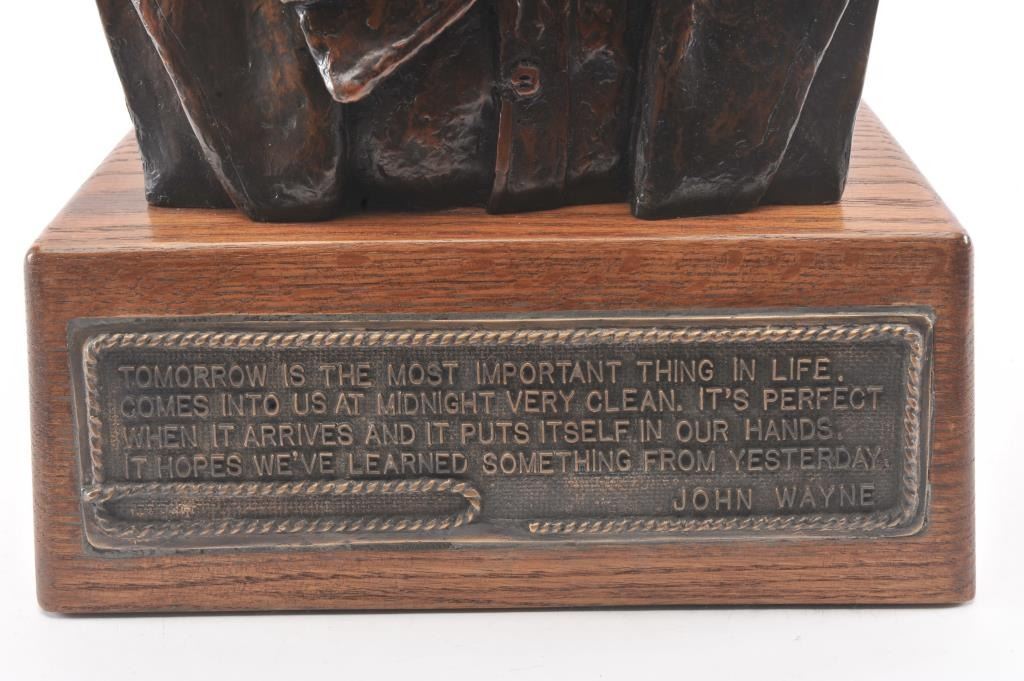 TOMORROW IS THE MOST IMPORTANT THING IN LIFE.
COMES INTO US AT MIDNIGHT VERY CLEAN. IT'S PERFECT
WHEN IT ARRIVES AND IT PUTS ITSELF IN OUR HANDS.
IT HOPES WE'VE LEARNED SOMETHING FROM YESTERDAY.
JOHN WAYNE